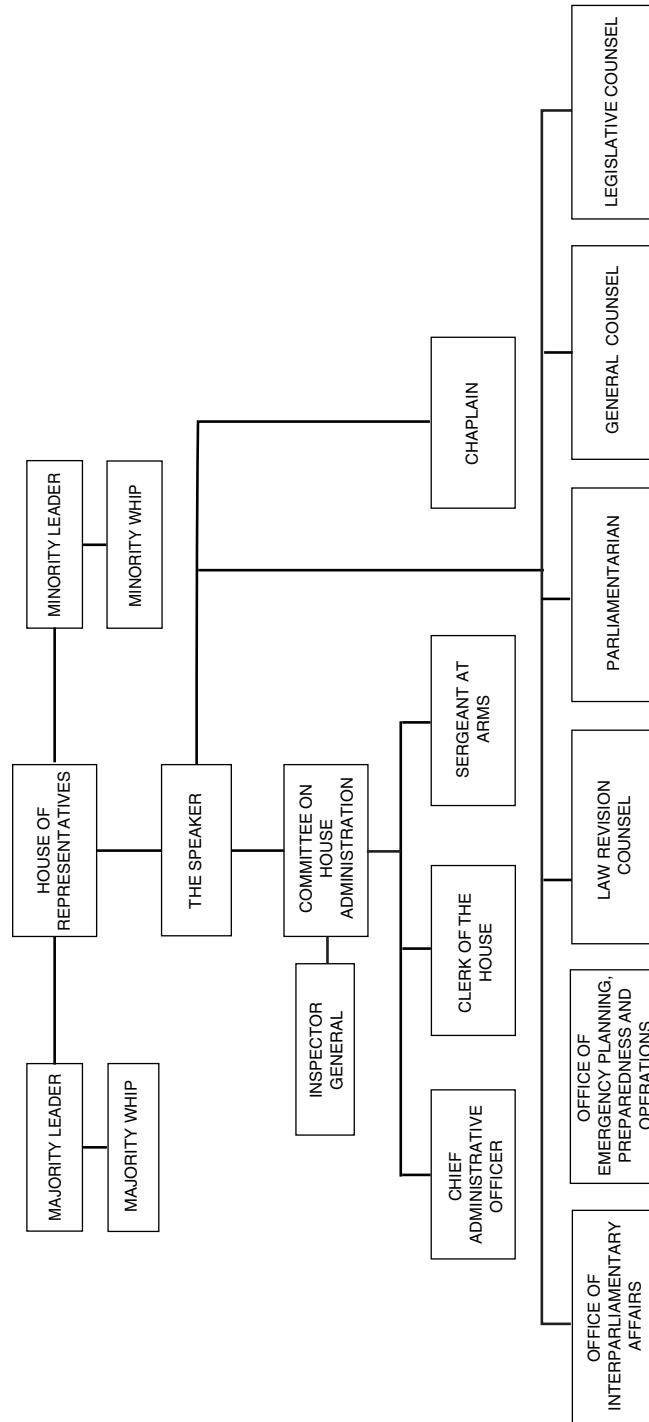 HOUSE OF
REPRESENTATIVES
MAJORITY LEADER
MAJORITY WHIP
MINORITY LEADER
MINORITY WHIP
THE SPEAKER
INSPECTOR
GENERAL
COMMITTEE ON
HOUSE
ADMINISTRATION
CHIEF
ADMINISTRATIVE
OFFICER
CLERK OF THE
HOUSE
SERGEANT AT
ARMS
CHAPLAIN
OFFICE OF
INTERPARLIAMENTARY
AFFAIRS
OFFICE OF
EMERGENCY PLANNING,
PREPAREDNESS AND
OPERATIONS
LAW REVISION
COUNSEL
PARLIAMENTARIAN
GENERAL COUNSEL
LEGISLATIVE COUNSEL